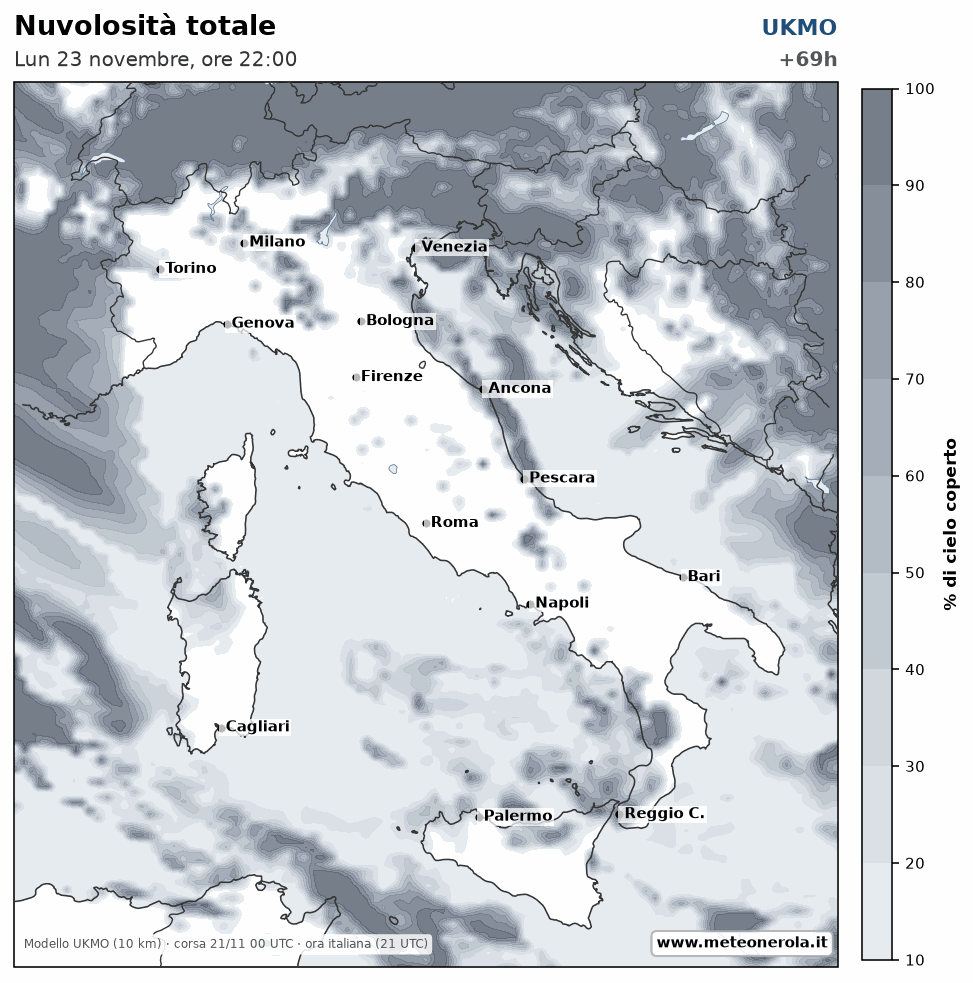 Nuvolosità totale
UKMO
Lun 23 novembre, ore 22:00
+69h
100
90
80
70
60
50
40
30
20
10
% di cielo coperto
Milano
Venezia
Torino
Genova
Bologna
Firenze
Ancona
Pescara
Roma
Bari
Napoli
Cagliari
Palermo
Reggio C.
Modello UKMO (10 km) · corsa 21/11 00 UTC · ora italiana (21 UTC)
www.meteonerola.it